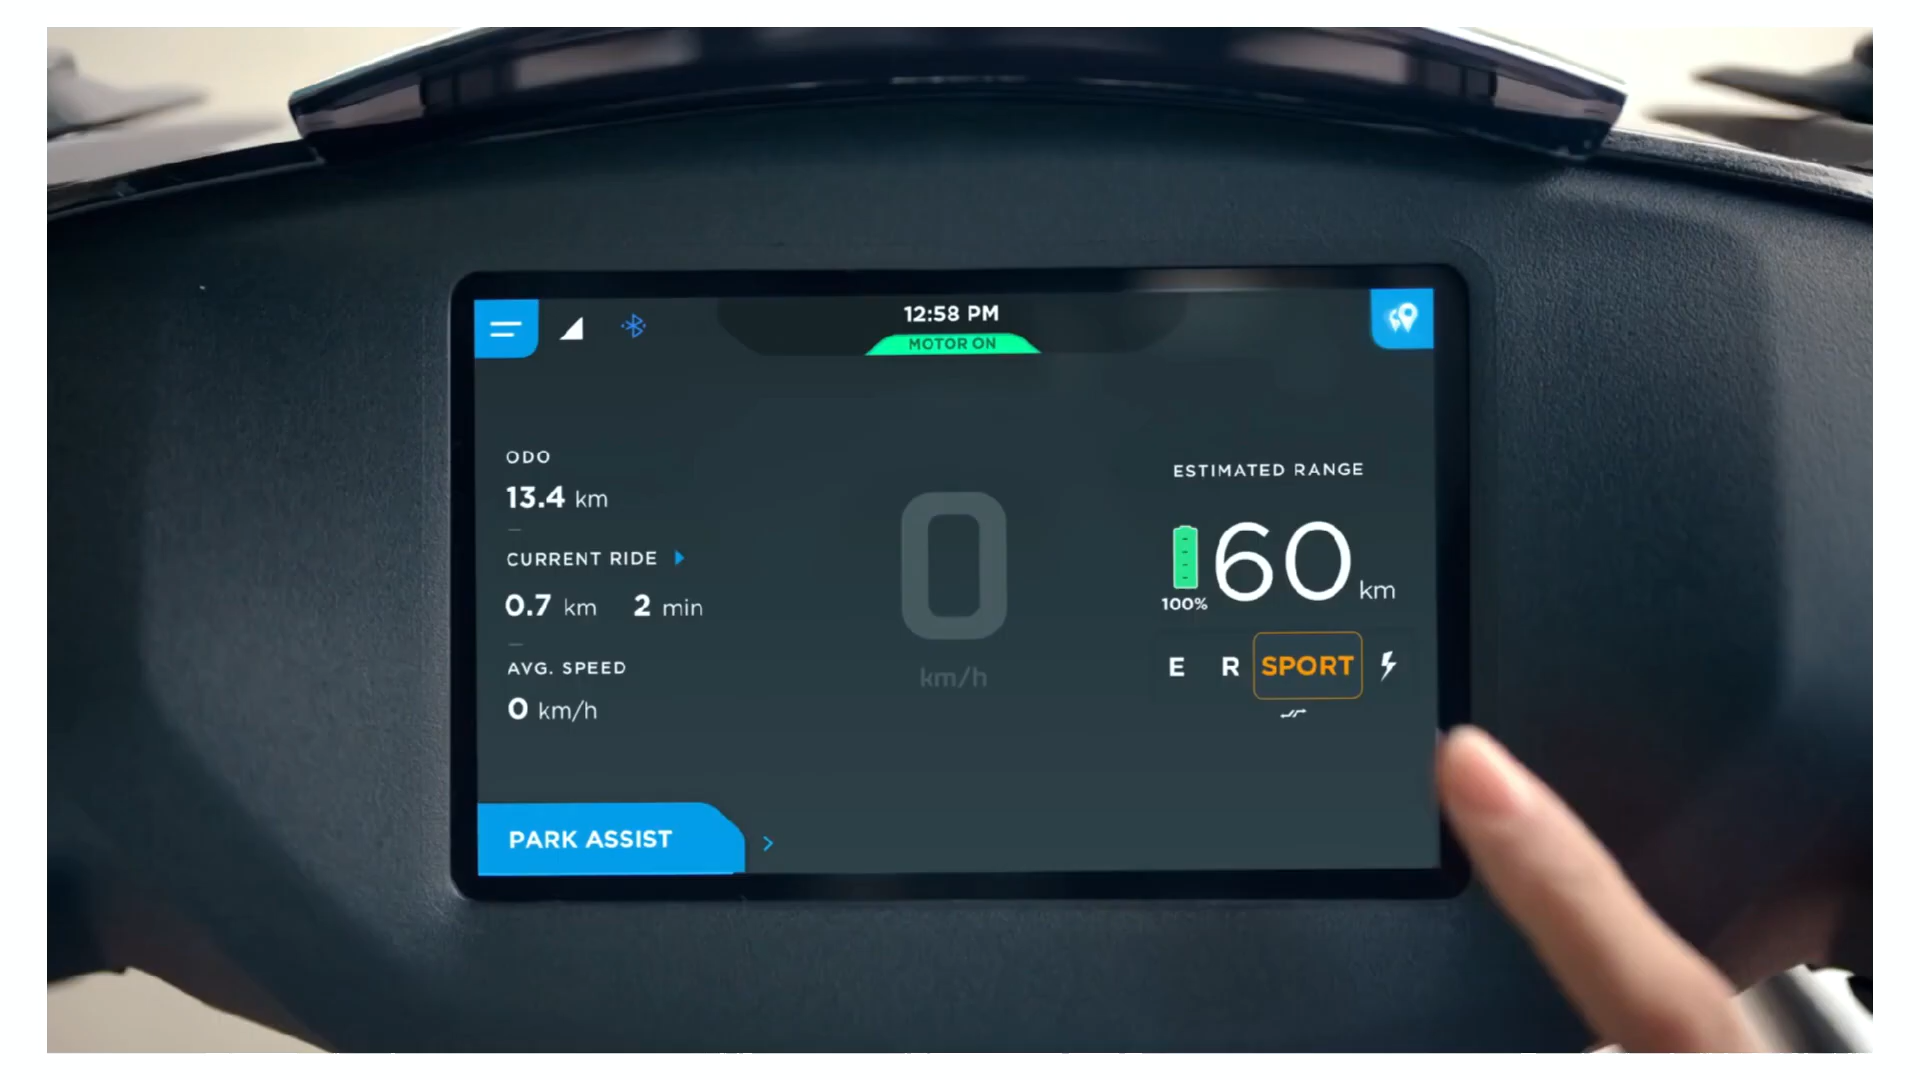 12:58 PM
MOTOR ON
ODO
13.4 km
CURRENT RIDE
0.7 km 2 min
AVG. SPEED
0 km/h
0
km/h
ESTIMATED RANGE
100%
60 km
E R SPORT
PARK ASSIST